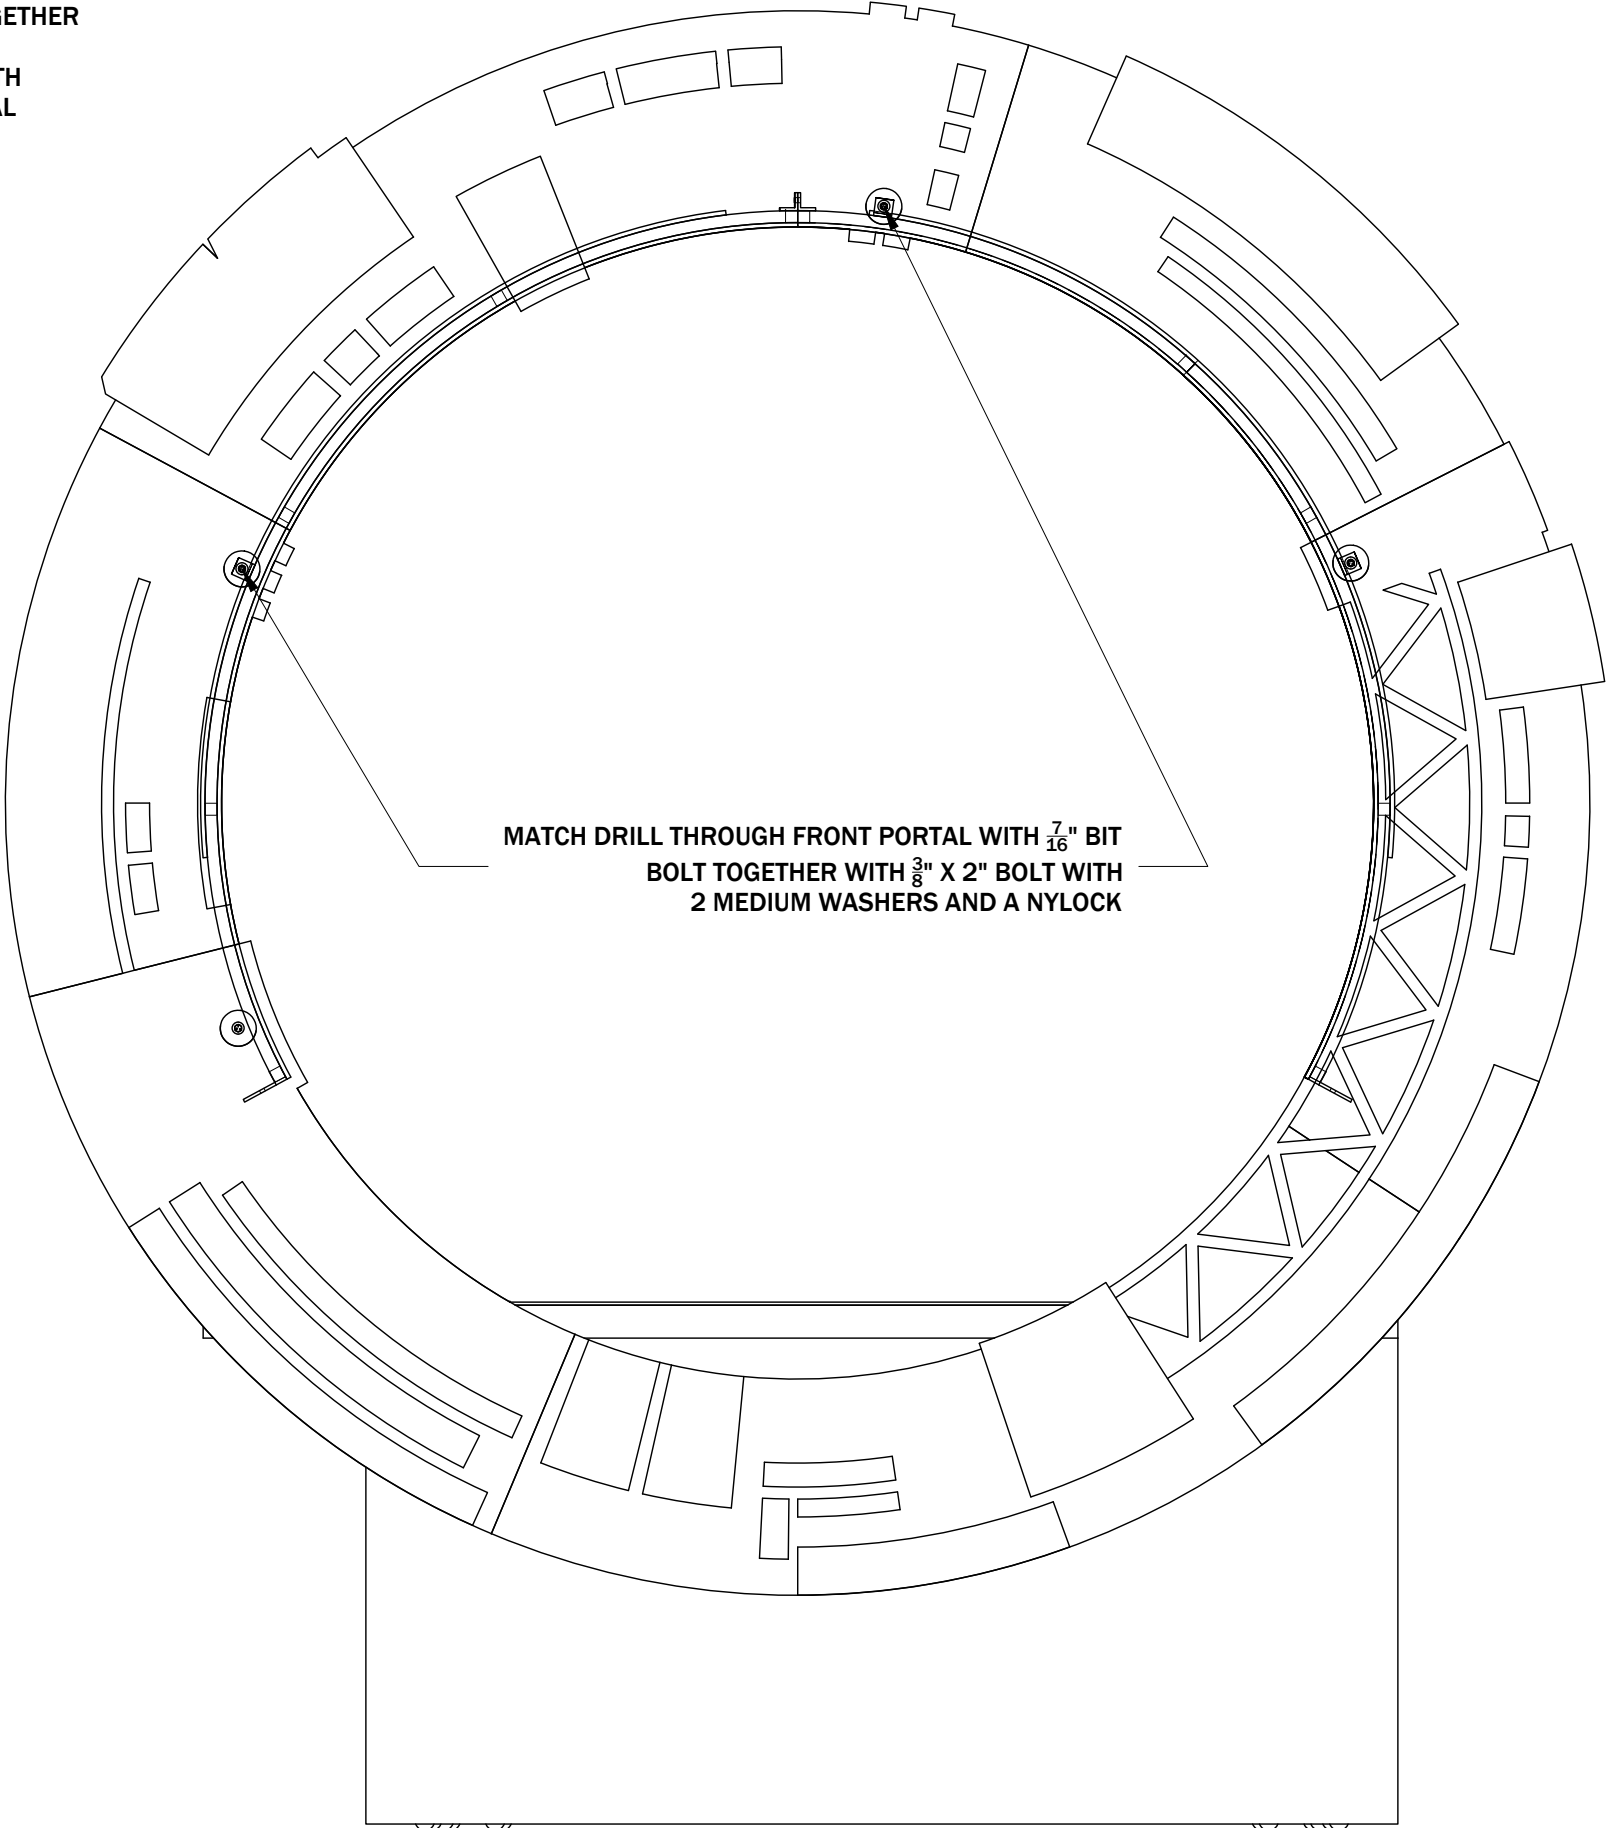 GETHER
TH
AL
MATCH DRILL THROUGH FRONT PORTAL WITH 7/16" BIT
BOLT TOGETHER WITH 3/8" X 2" BOLT WITH
2 MEDIUM WASHERS AND A NYLOCK